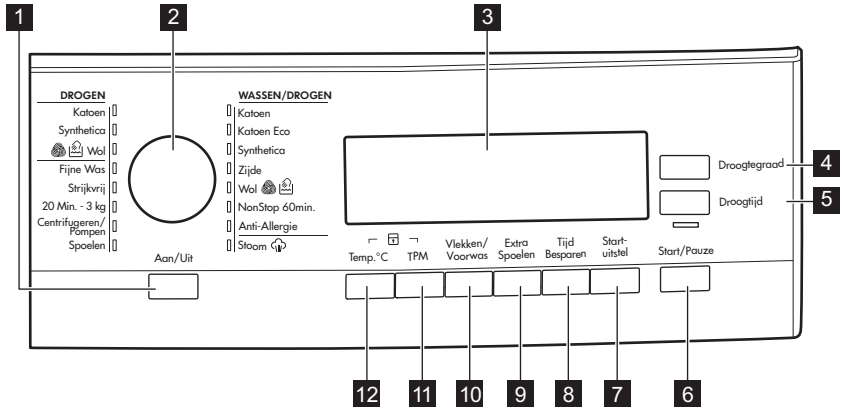 1
2
3
DROGEN
Katoen
Synthetica
Wol
Fijne Was
Strijkvrij
20 Min. - 3 kg
Centrifugeren/
Pompen
Spoelen
WASSEN/DROGEN
Katoen
Katoen Eco
Synthetica
Zijde
Wol
NonStop 60min.
Anti-Allergie
Stoom
Droogtegraad
4
Droogtijd
5
Aan/Uit
Temp.°C
TPM
Vlekken/
Voorwas
Extra
Spoelen
Tijd
Besparen
Start-
uitstel
Start/Pauze
12
11
10
9
8
7
6